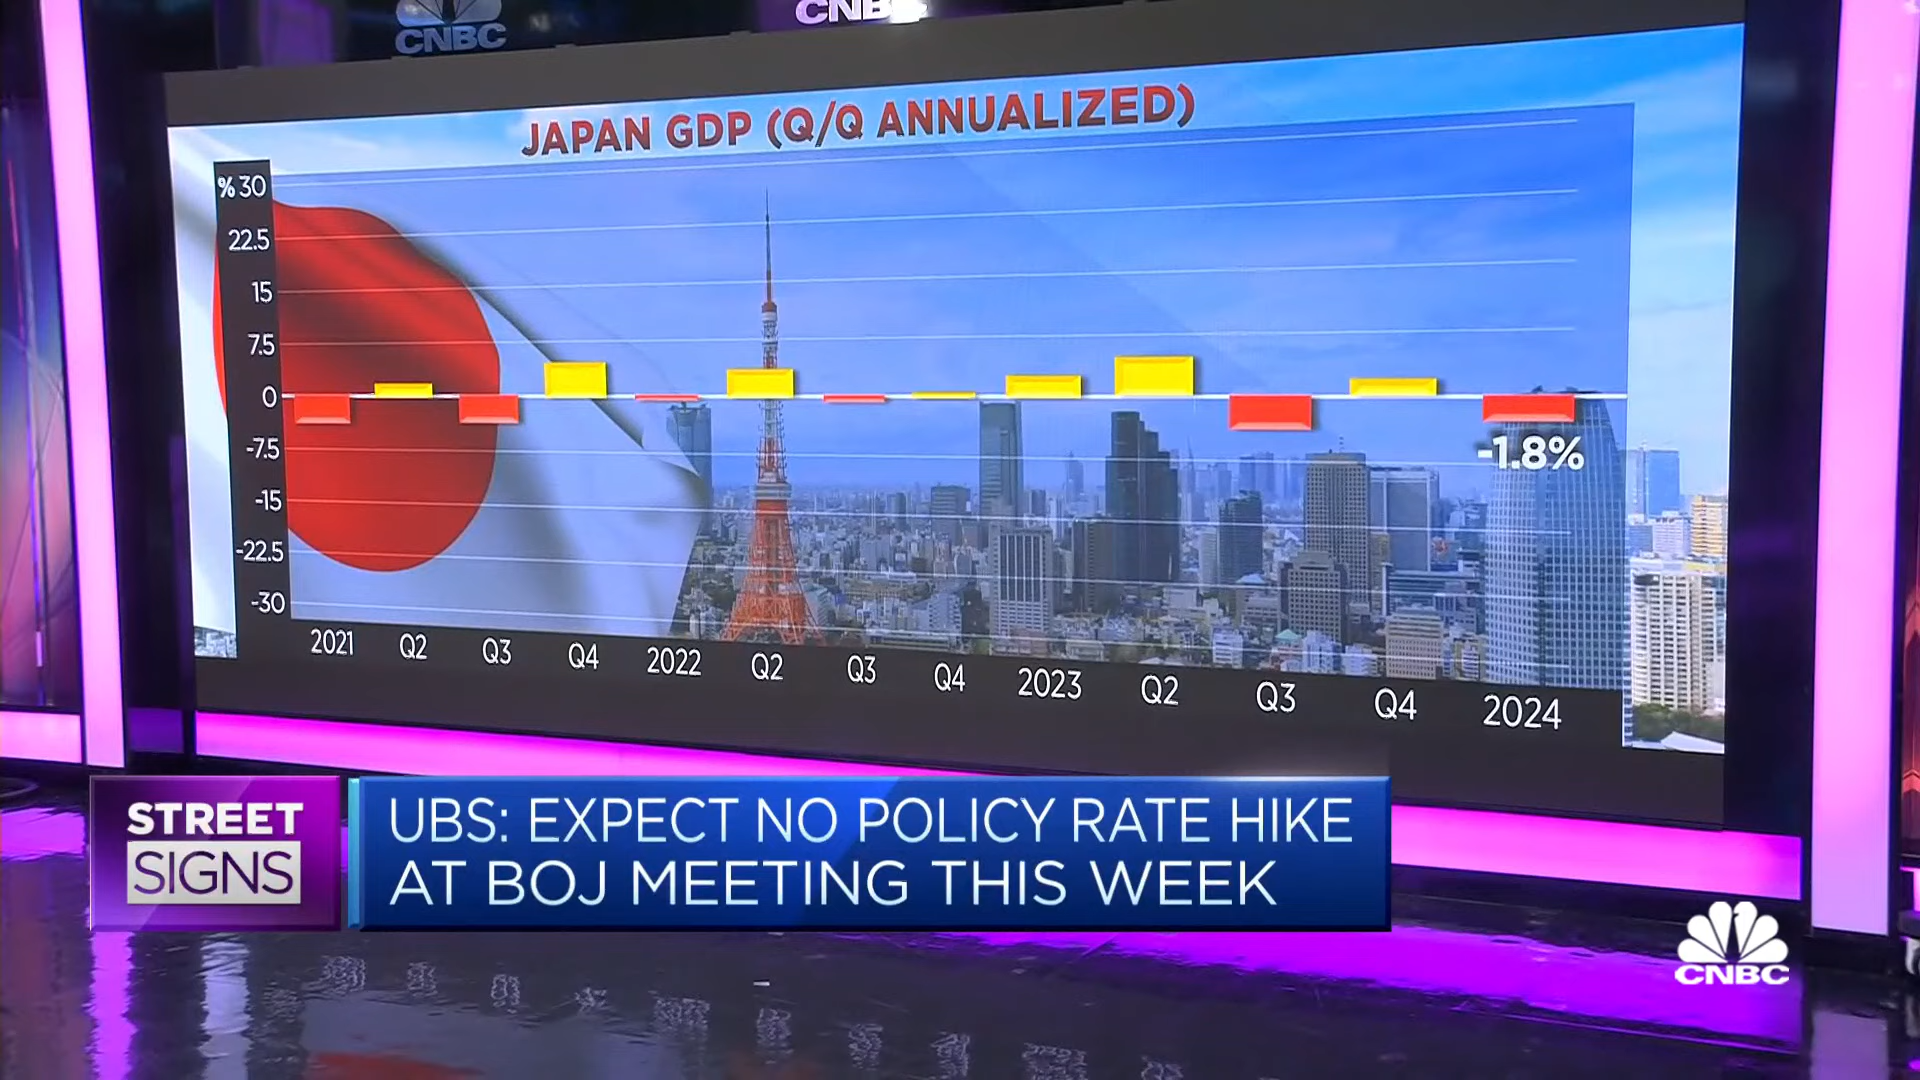 CNBC
CNBC
JAPAN GDP (Q/Q ANNUALIZED)
% 30
22.5
15
7.5
0
-7.5
-15
-22.5
-30
-1.8%
2021 Q2 Q3 Q4 2022 Q2 Q3 Q4 2023 Q2 Q3 Q4 2024
STREET
SIGNS
UBS: EXPECT NO POLICY RATE HIKE
AT BOJ MEETING THIS WEEK
CNBC